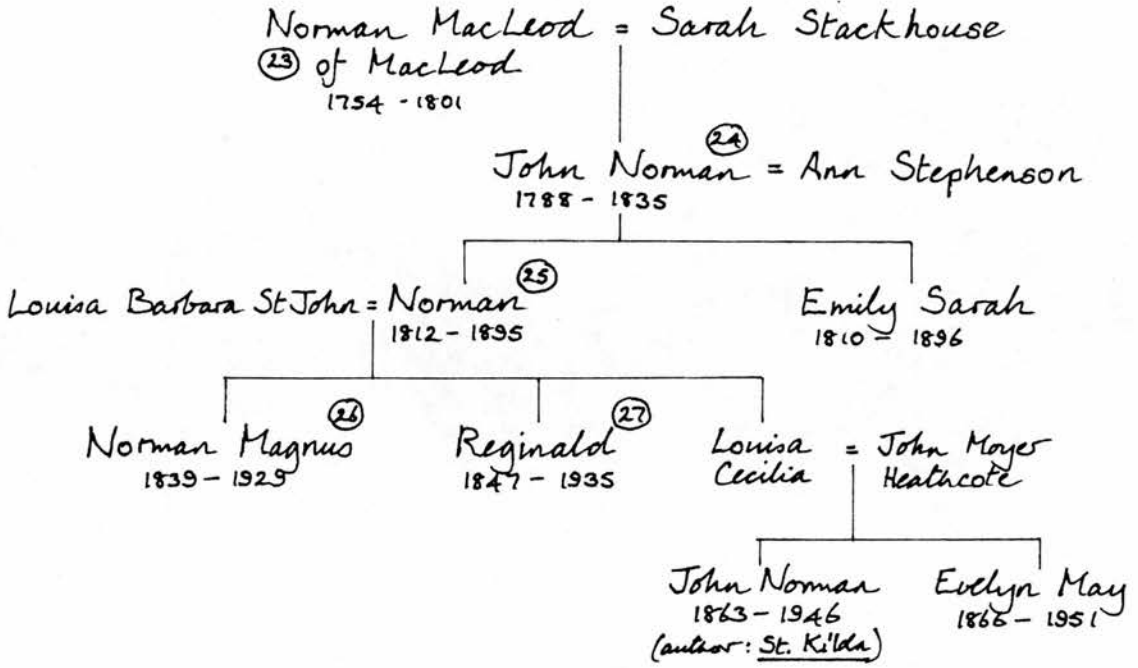 Norman MacLeod = Sarah Stackhouse
23 of MacLeod
1754 - 1801
24
John Norman = Ann Stephenson
1788 - 1835
25
Louisa Barbara St John = Norman
1812 - 1895
Emily Sarah
1810 - 1896
26
Norman Magnus
1839 - 1929
27
Reginald
1847 - 1935
Louisa = John Moyer
Cecilia Heathcote
John Norman
1863 - 1946
(author: St. Kilda)
Evelyn May
1866 - 1951